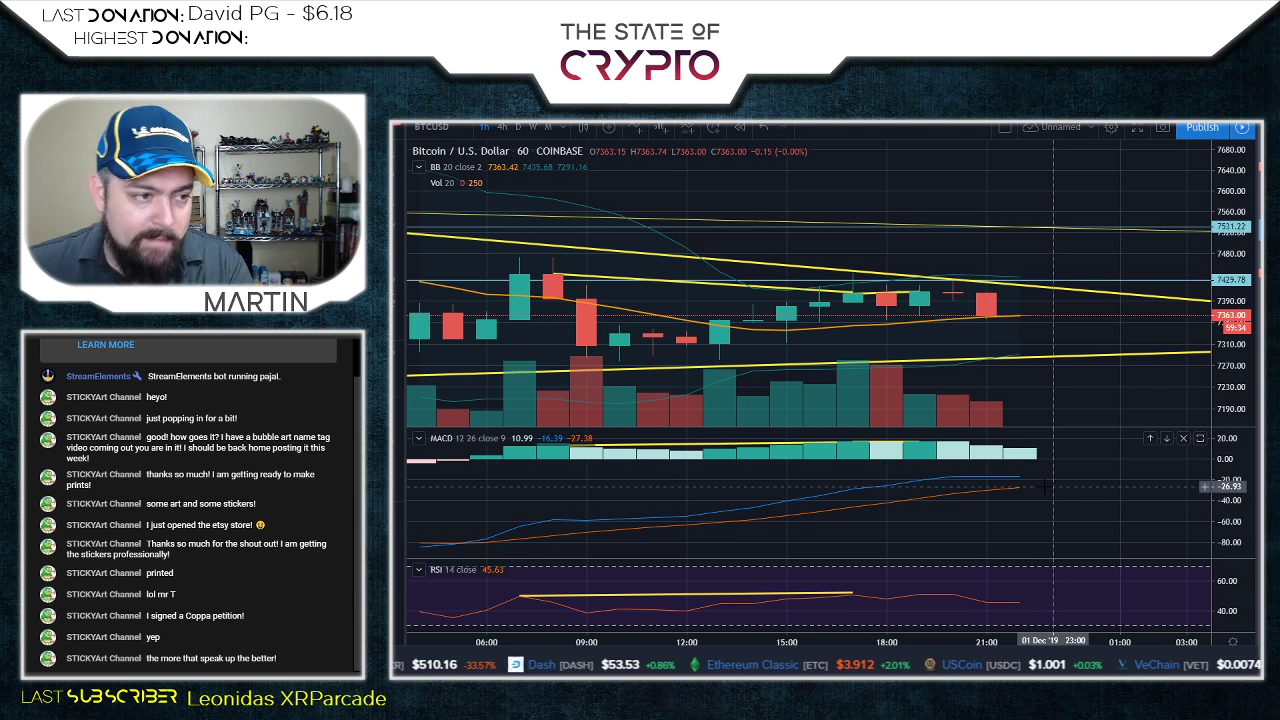 LAST DONATION: David PG - $6.18
HIGHEST DONATION:
THE STATE OF
CRYPTO
MARTIN
LEARN MORE
StreamElements StreamElements bot running pajaL
STICKYArt Channel heyo!
STICKYArt Channel just popping in for a bit!
STICKYArt Channel good! how goes it? I have a bubble art name tag
video coming out you are in it! I should be back home posting it this
week!
STICKYArt Channel thanks so much! I am getting ready to make
prints!
STICKYArt Channel some art and some stickers!
STICKYArt Channel I just opened the etsy store! 😃
STICKYArt Channel Thanks so much for the shout out! I am getting
the stickers professionally!
STICKYArt Channel printed
STICKYArt Channel lol mr T
STICKYArt Channel I signed a Coppa petition!
STICKYArt Channel yep
STICKYArt Channel the more that speak up the better!
LAST SUBSCRIBER Leonidas XRParcade
BTCUSD 1h 4h D W M Unnamed Publish
Bitcoin / U.S. Dollar 60 COINBASE O7363.15 H7363.74 L7363.00 C7363.00 -0.15 (-0.00%)
BB 20 close 2 7363.42 7435.68 7291.16
Vol 20 D 250
7680.00
7640.00
7600.00
7560.00
7531.22
7480.00
7429.78
7390.00
7363.00
59:34
7310.00
7270.00
7230.00
7190.00
MACD 12 26 close 9 10.99 -16.39 -27.38
20.00
0.00
-20.00
-26.93
-40.00
-60.00
-80.00
RSI 14 close 45.63
60.00
40.00
06:00 09:00 12:00 15:00 18:00 21:00 01 Dec '19 23:00 01:00 03:00
$510.16 -33.57% Dash [DASH] $53.53 +0.86% Ethereum Classic [ETC] $3.912 +2.01% USCoin [USDC] $1.001 +0.03% VeChain [VET] $0.0074